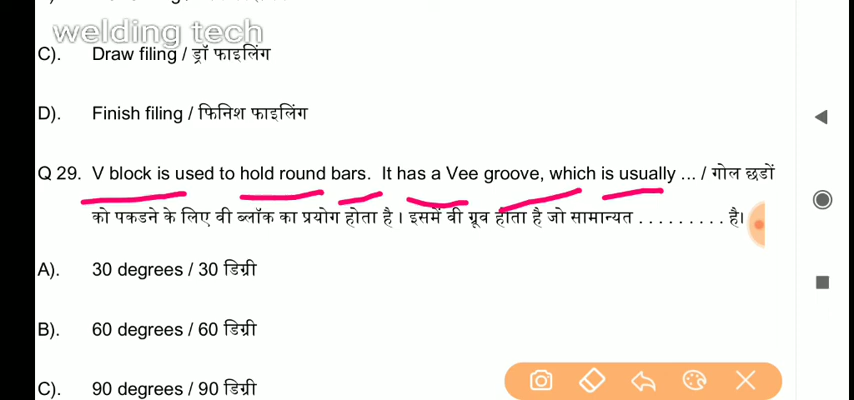 welding tech
C). Draw filing / ड्रॉ फाइलिंग
D). Finish filing / फिनिश फाइलिंग
Q 29. V block is used to hold round bars. It has a Vee groove, which is usually ... / गोल छडों
को पकडने के लिए वी ब्लॉक का प्रयोग होता है। इसमें वी ग्रूव होता है जो सामान्यत . . . . . . . . . है।
A). 30 degrees / 30 डिग्री
B). 60 degrees / 60 डिग्री
C). 90 degrees / 90 डिग्री